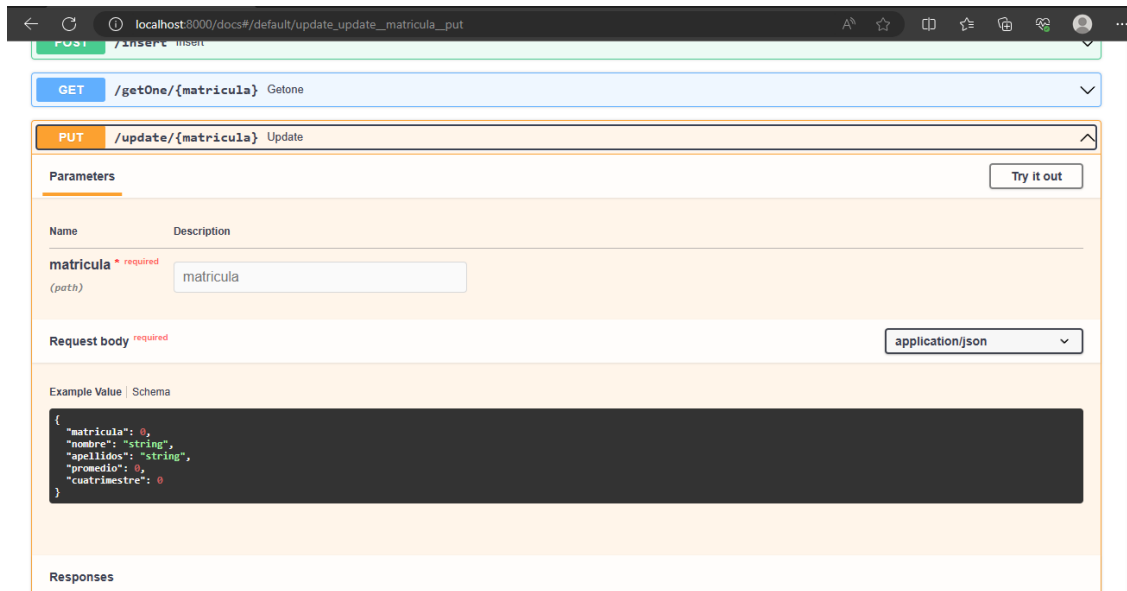 localhost:8000/docs#/default/update_update__matricula__put
POST /insert Insert
GET /getOne/{matricula} Getone
PUT /update/{matricula} Update
Parameters Try it out
Name Description
matricula * required
matricula
(path)
Request body required application/json
Example Value | Schema
{
"matricula": 0,
"nombre": "string",
"apellidos": "string",
"promedio": 0,
"cuatrimestre": 0
}
Responses